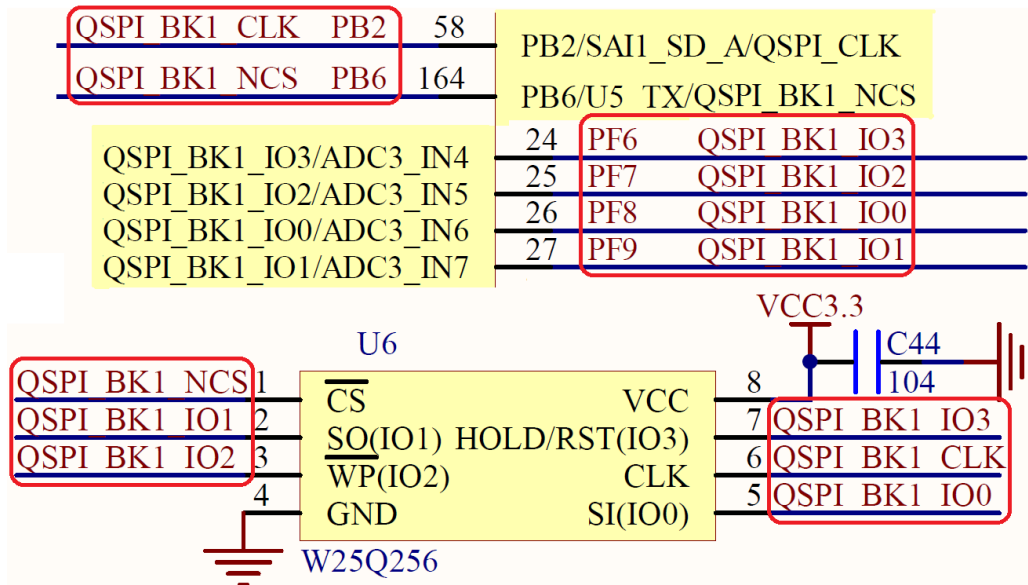 QSPI_BK1_CLK PB2 58 PB2/SAI1_SD_A/QSPI_CLK
QSPI_BK1_NCS PB6 164 PB6/U5_TX/QSPI_BK1_NCS
QSPI_BK1_IO3/ADC3_IN4 24 PF6 QSPI_BK1_IO3
QSPI_BK1_IO2/ADC3_IN5 25 PF7 QSPI_BK1_IO2
QSPI_BK1_IO0/ADC3_IN6 26 PF8 QSPI_BK1_IO0
QSPI_BK1_IO1/ADC3_IN7 27 PF9 QSPI_BK1_IO1
VCC3.3
U6 C44
104
QSPI_BK1_NCS 1 CS VCC 8
QSPI_BK1_IO1 2 SO(IO1) HOLD/RST(IO3) 7 QSPI_BK1_IO3
QSPI_BK1_IO2 3 WP(IO2) CLK 6 QSPI_BK1_CLK
4 GND SI(IO0) 5 QSPI_BK1_IO0
W25Q256